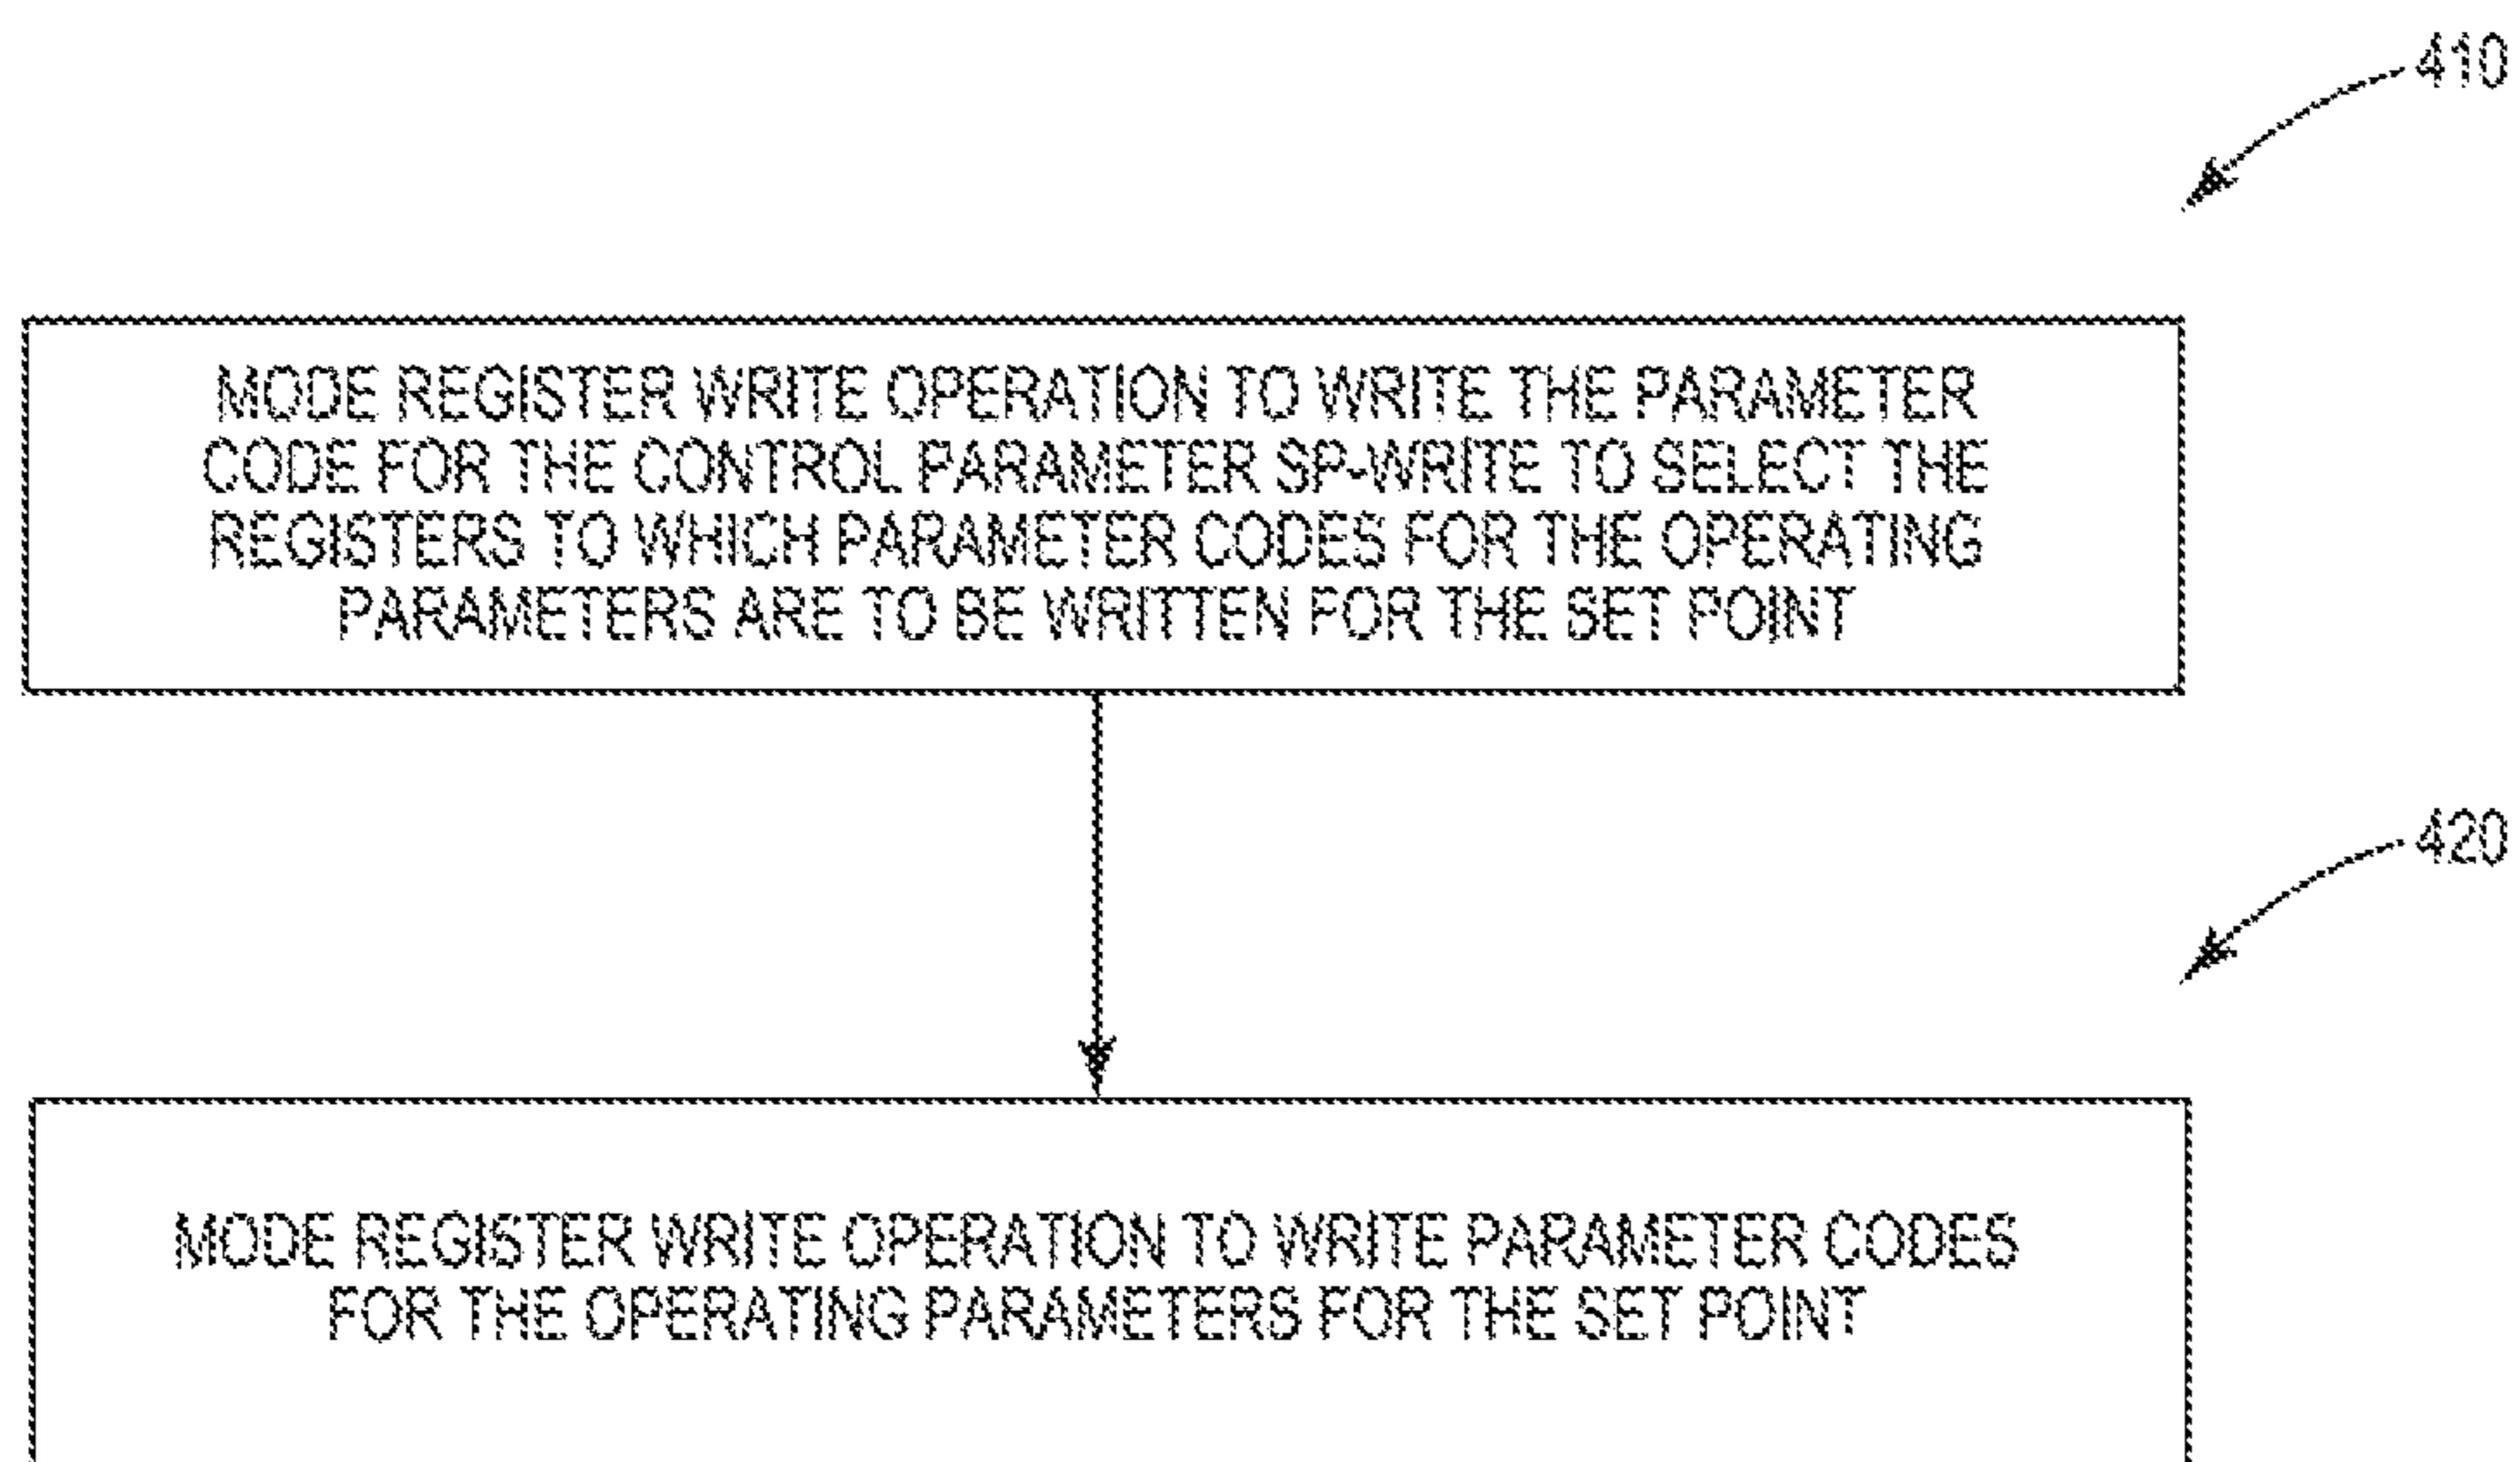 410
MODE REGISTER WRITE OPERATION TO WRITE THE PARAMETER
CODE FOR THE CONTROL PARAMETER SP-WRITE TO SELECT THE
REGISTERS TO WHICH PARAMETER CODES FOR THE OPERATING
PARAMETERS ARE TO BE WRITTEN FOR THE SET POINT
420
MODE REGISTER WRITE OPERATION TO WRITE PARAMETER CODES
FOR THE OPERATING PARAMETERS FOR THE SET POINT